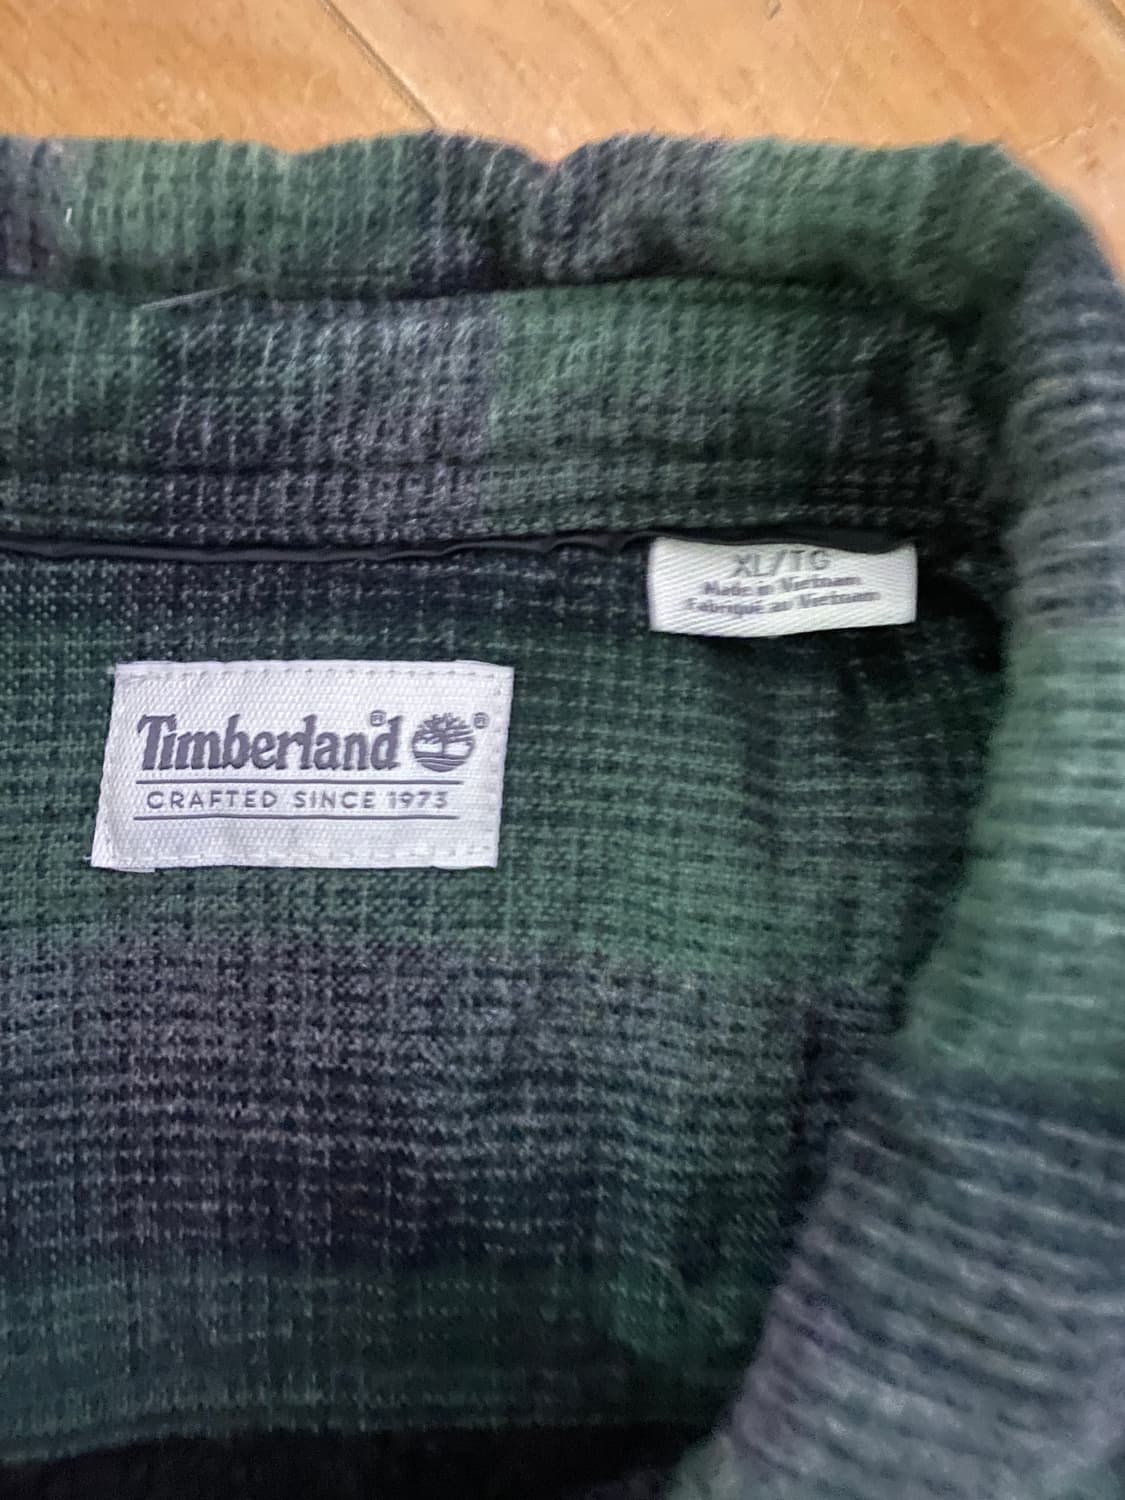 XL/TG
Made in Vietnam
Fabriqué au Vietnam
Timberland®
®
CRAFTED SINCE 1973